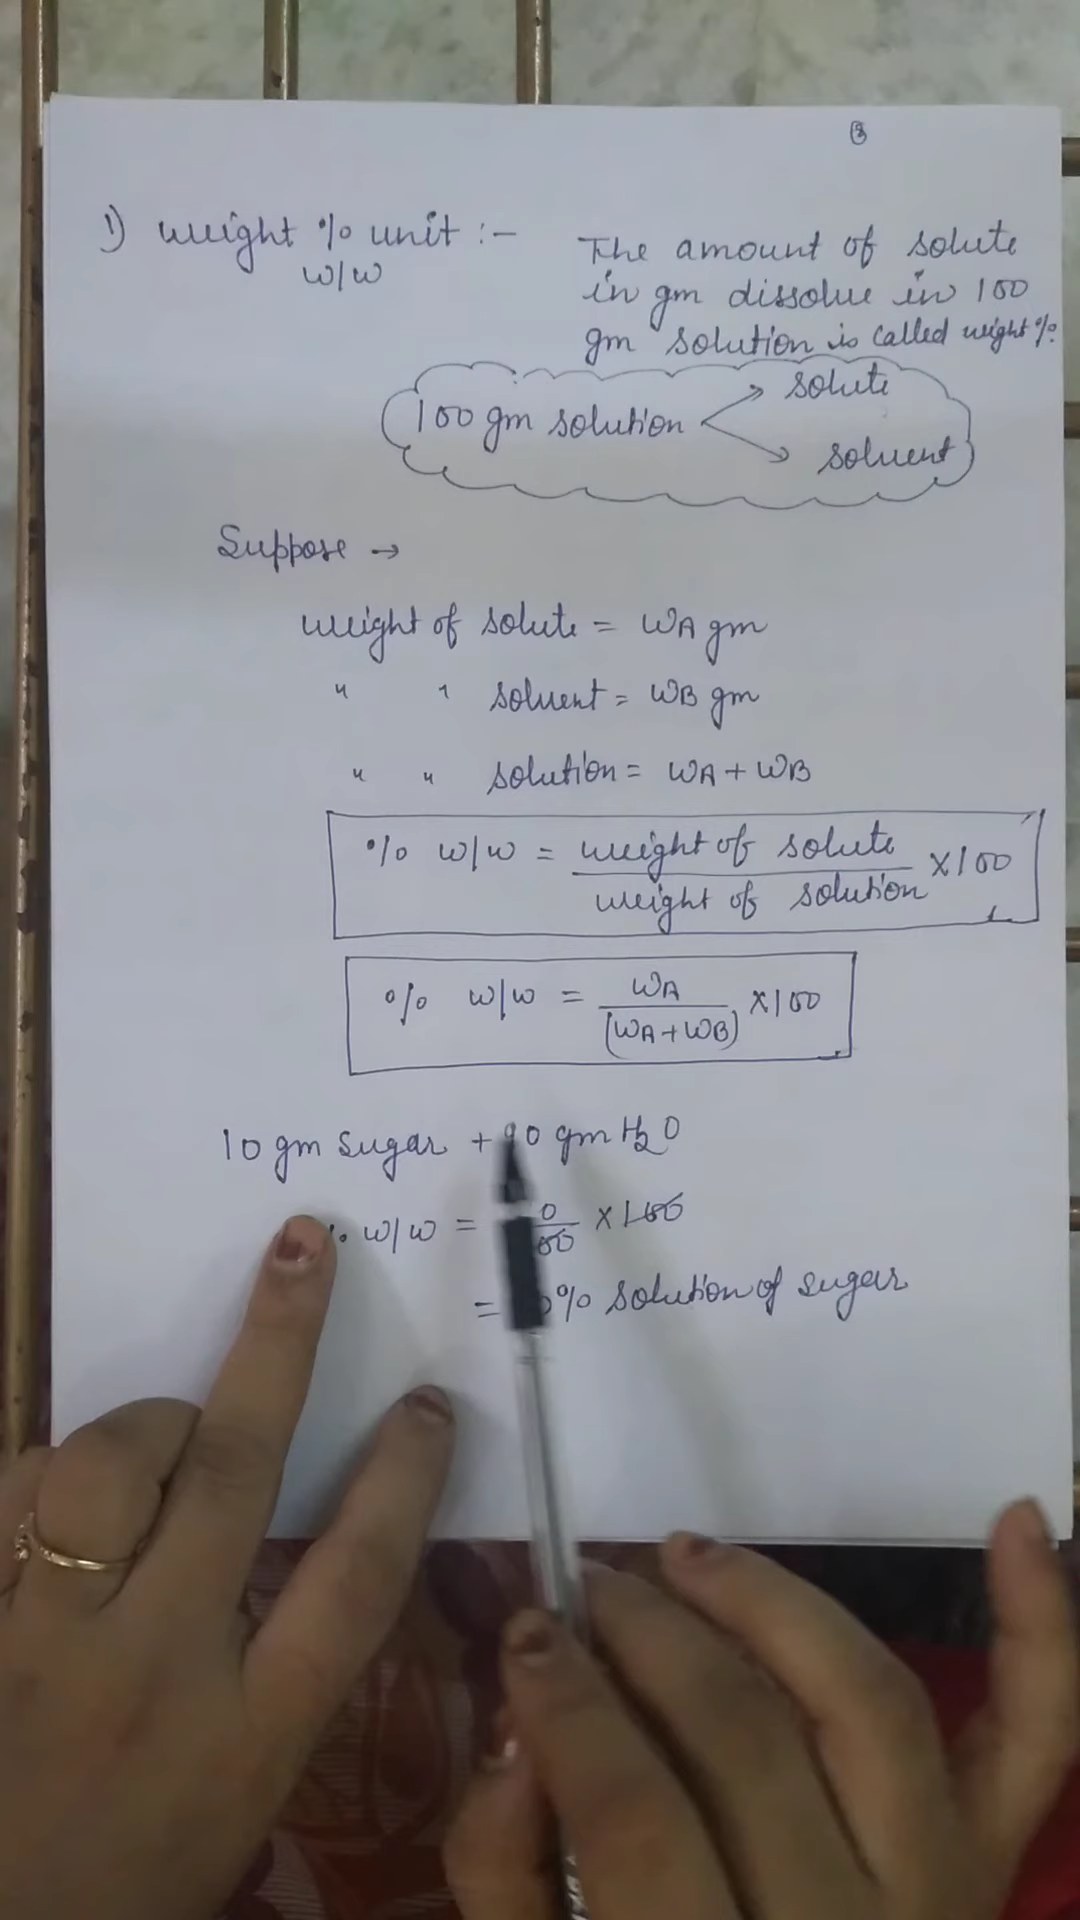 3
1) weight % unit :-
w/w
The amount of solute
in gm dissolve in 100
gm solution is called weight %.
100 gm solution
solute
solvent
Suppose →
weight of solute = WA gm
" " solvent = WB gm
" " solution = WA + WB
% w/w = weight of solute / weight of solution × 100
% w/w = WA / (WA + WB) × 100
10 gm sugar + 90 gm H2O
w/w = × 100
= % solution of sugar